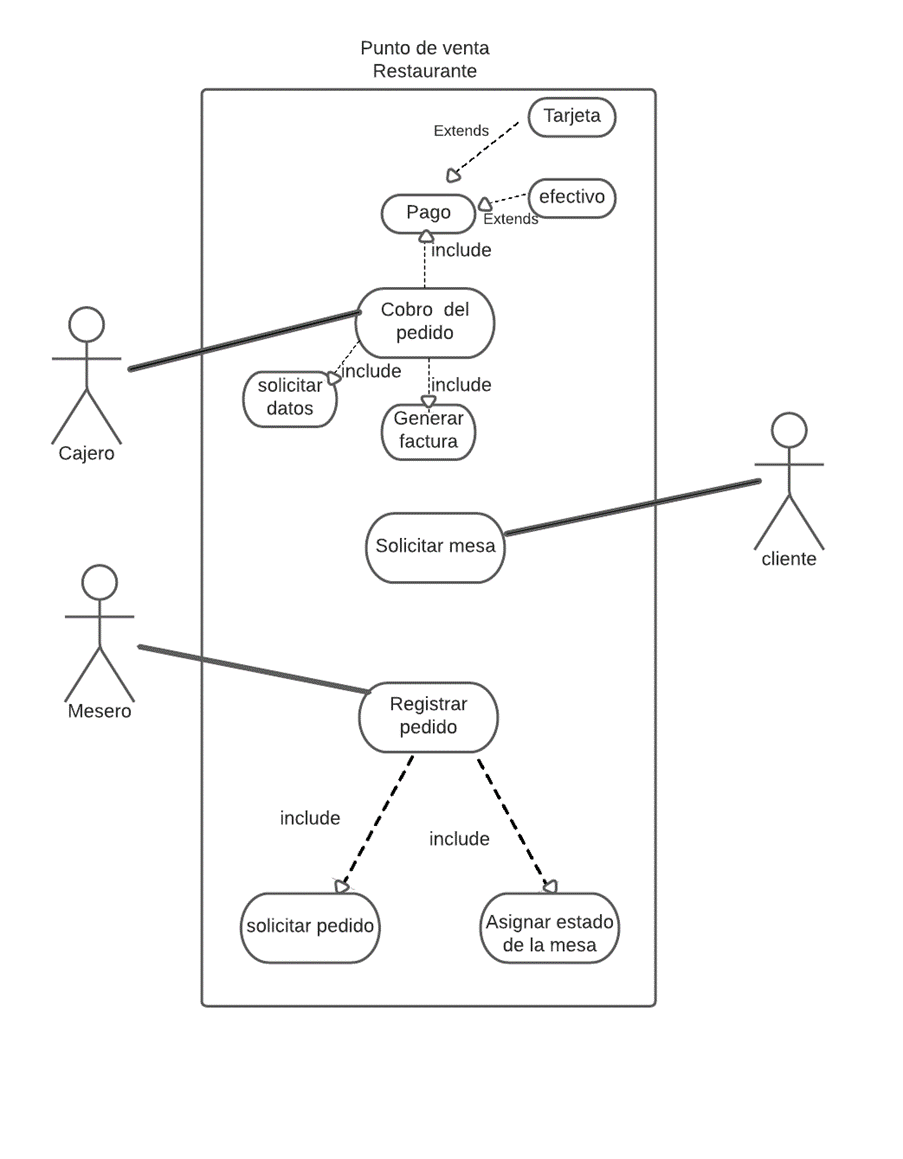 Punto de venta
Restaurante
Tarjeta
Extends
efectivo
Pago
Extends
include
Cobro del
pedido
include
solicitar
datos
include
Generar
factura
Cajero
Solicitar mesa
cliente
Mesero
Registrar
pedido
include
include
solicitar pedido
Asignar estado
de la mesa